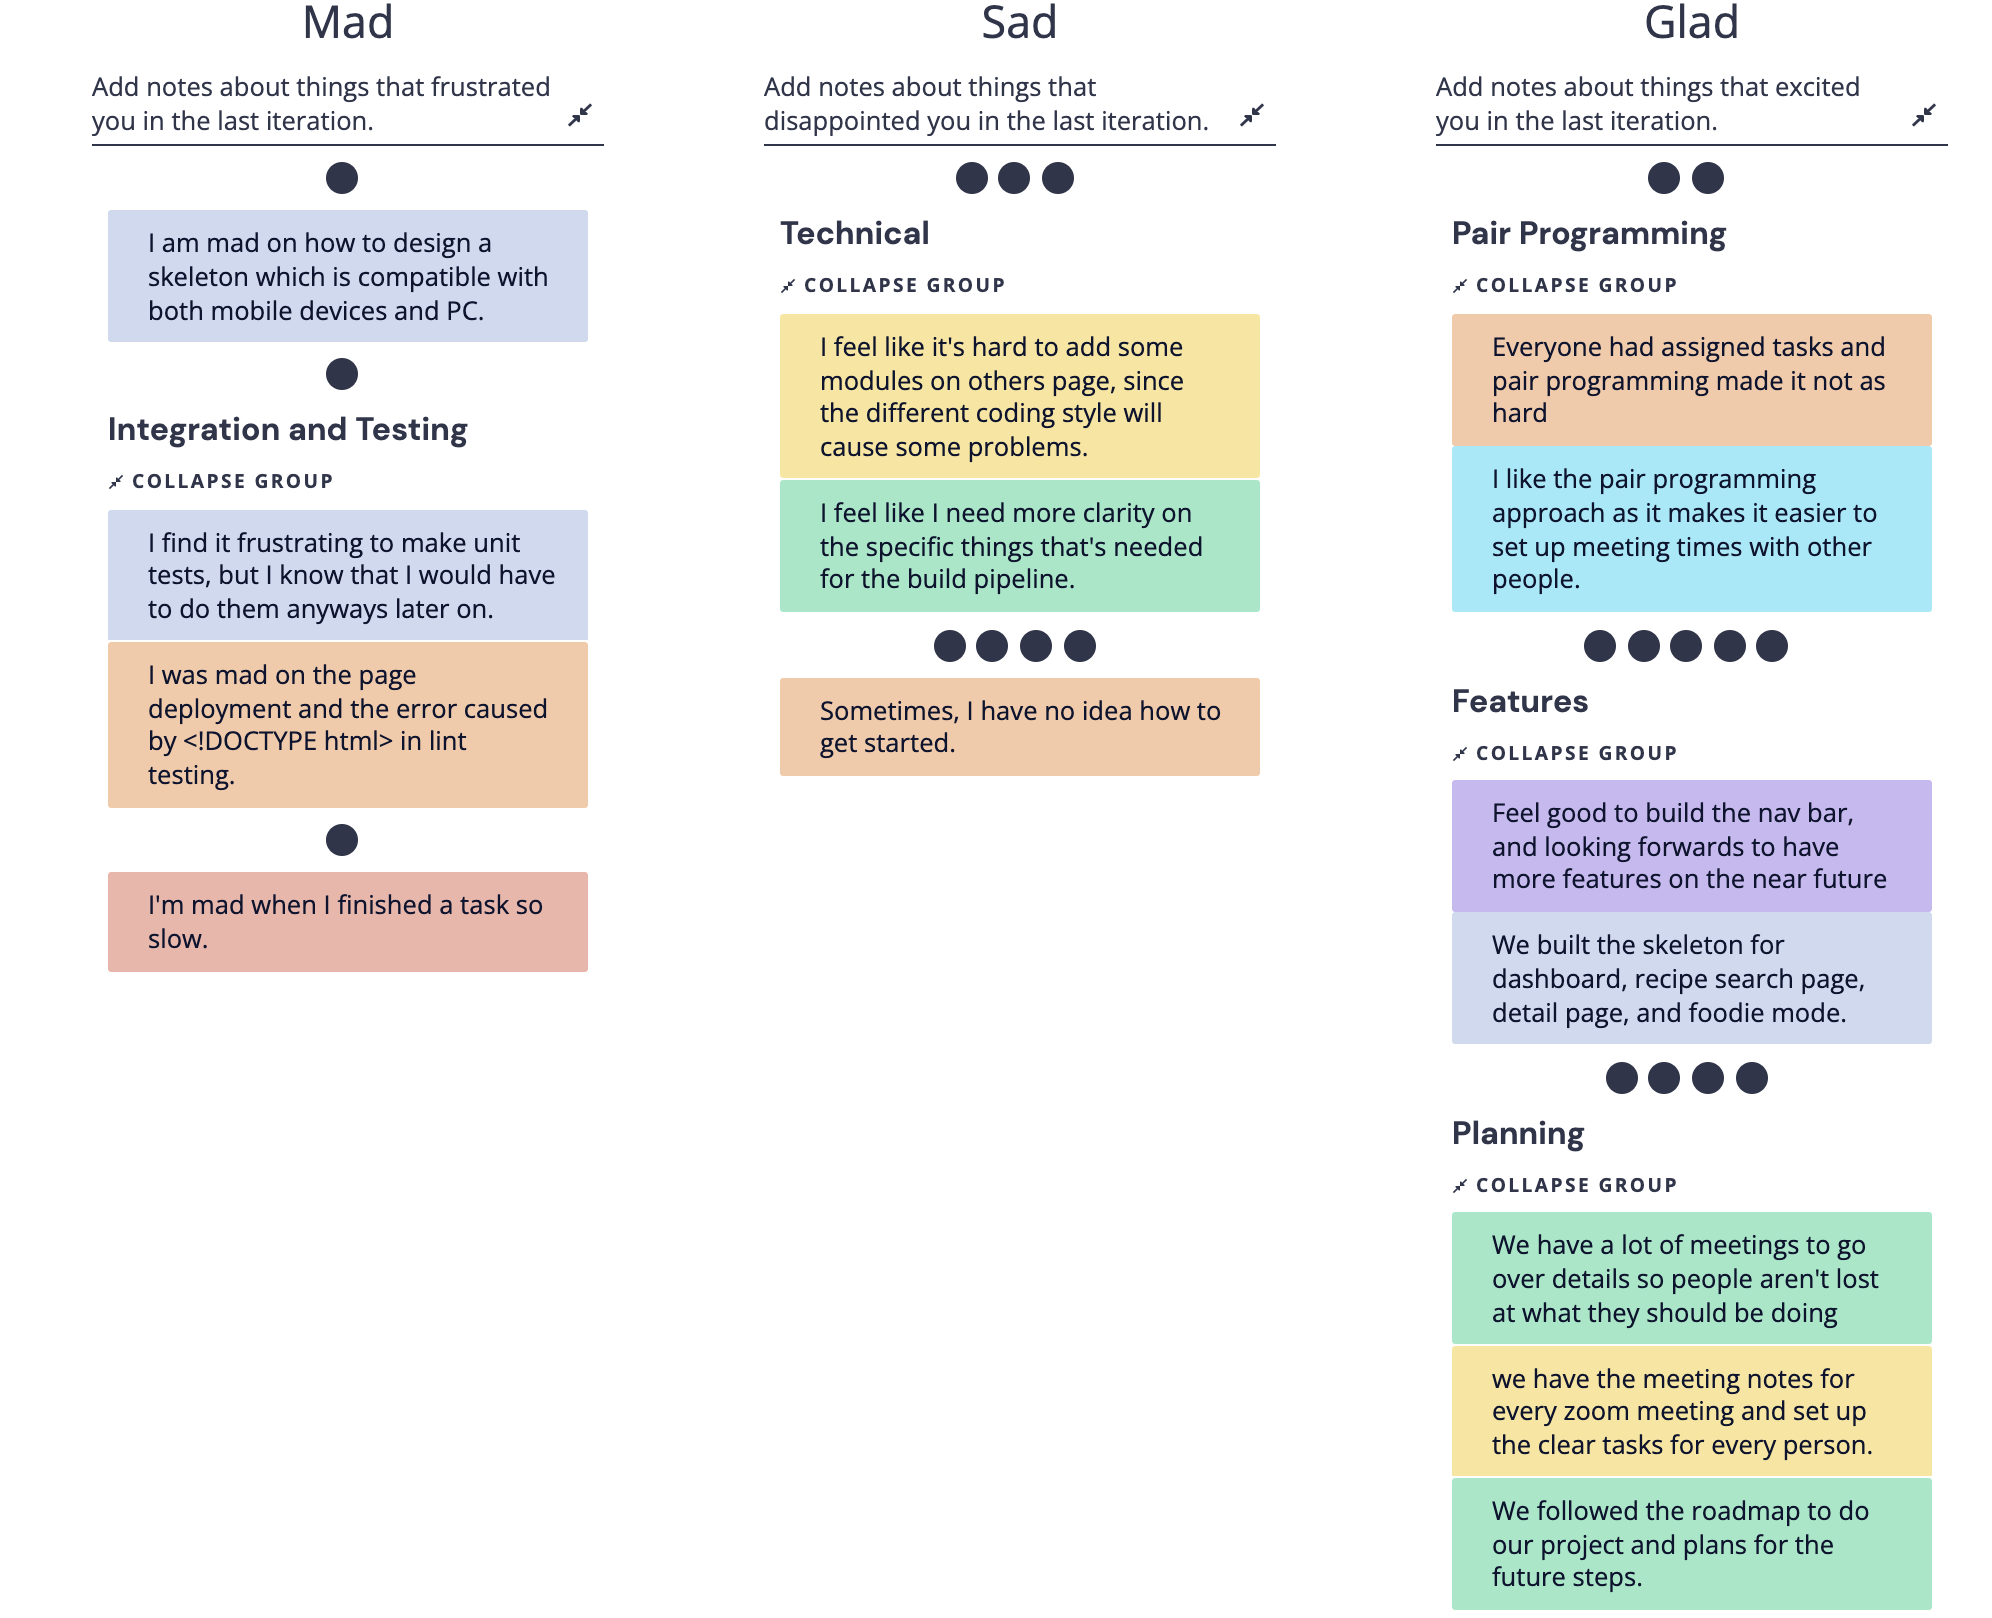 Mad
Add notes about things that frustrated
you in the last iteration.
I am mad on how to design a
skeleton which is compatible with
both mobile devices and PC.
Integration and Testing
COLLAPSE GROUP
I find it frustrating to make unit
tests, but I know that I would have
to do them anyways later on.
I was mad on the page
deployment and the error caused
by <!DOCTYPE html> in lint
testing.
I'm mad when I finished a task so
slow.
Sad
Add notes about things that
disappointed you in the last iteration.
Technical
COLLAPSE GROUP
I feel like it's hard to add some
modules on others page, since
the different coding style will
cause some problems.
I feel like I need more clarity on
the specific things that's needed
for the build pipeline.
Sometimes, I have no idea how to
get started.
Glad
Add notes about things that excited
you in the last iteration.
Pair Programming
COLLAPSE GROUP
Everyone had assigned tasks and
pair programming made it not as
hard
I like the pair programming
approach as it makes it easier to
set up meeting times with other
people.
Features
COLLAPSE GROUP
Feel good to build the nav bar,
and looking forwards to have
more features on the near future
We built the skeleton for
dashboard, recipe search page,
detail page, and foodie mode.
Planning
COLLAPSE GROUP
We have a lot of meetings to go
over details so people aren't lost
at what they should be doing
we have the meeting notes for
every zoom meeting and set up
the clear tasks for every person.
We followed the roadmap to do
our project and plans for the
future steps.